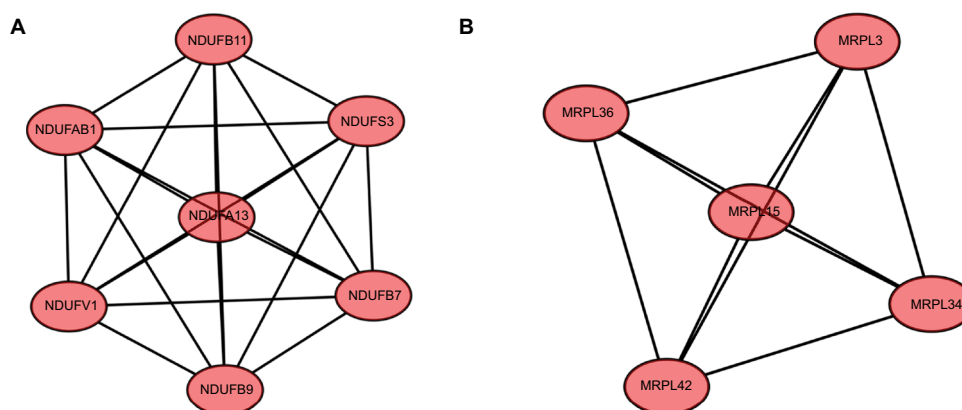 A
NDUFB11
NDUFAB1
NDUFS3
NDUFA13
NDUFV1
NDUFB7
NDUFB9
B
MRPL3
MRPL36
MRPL15
MRPL34
MRPL42